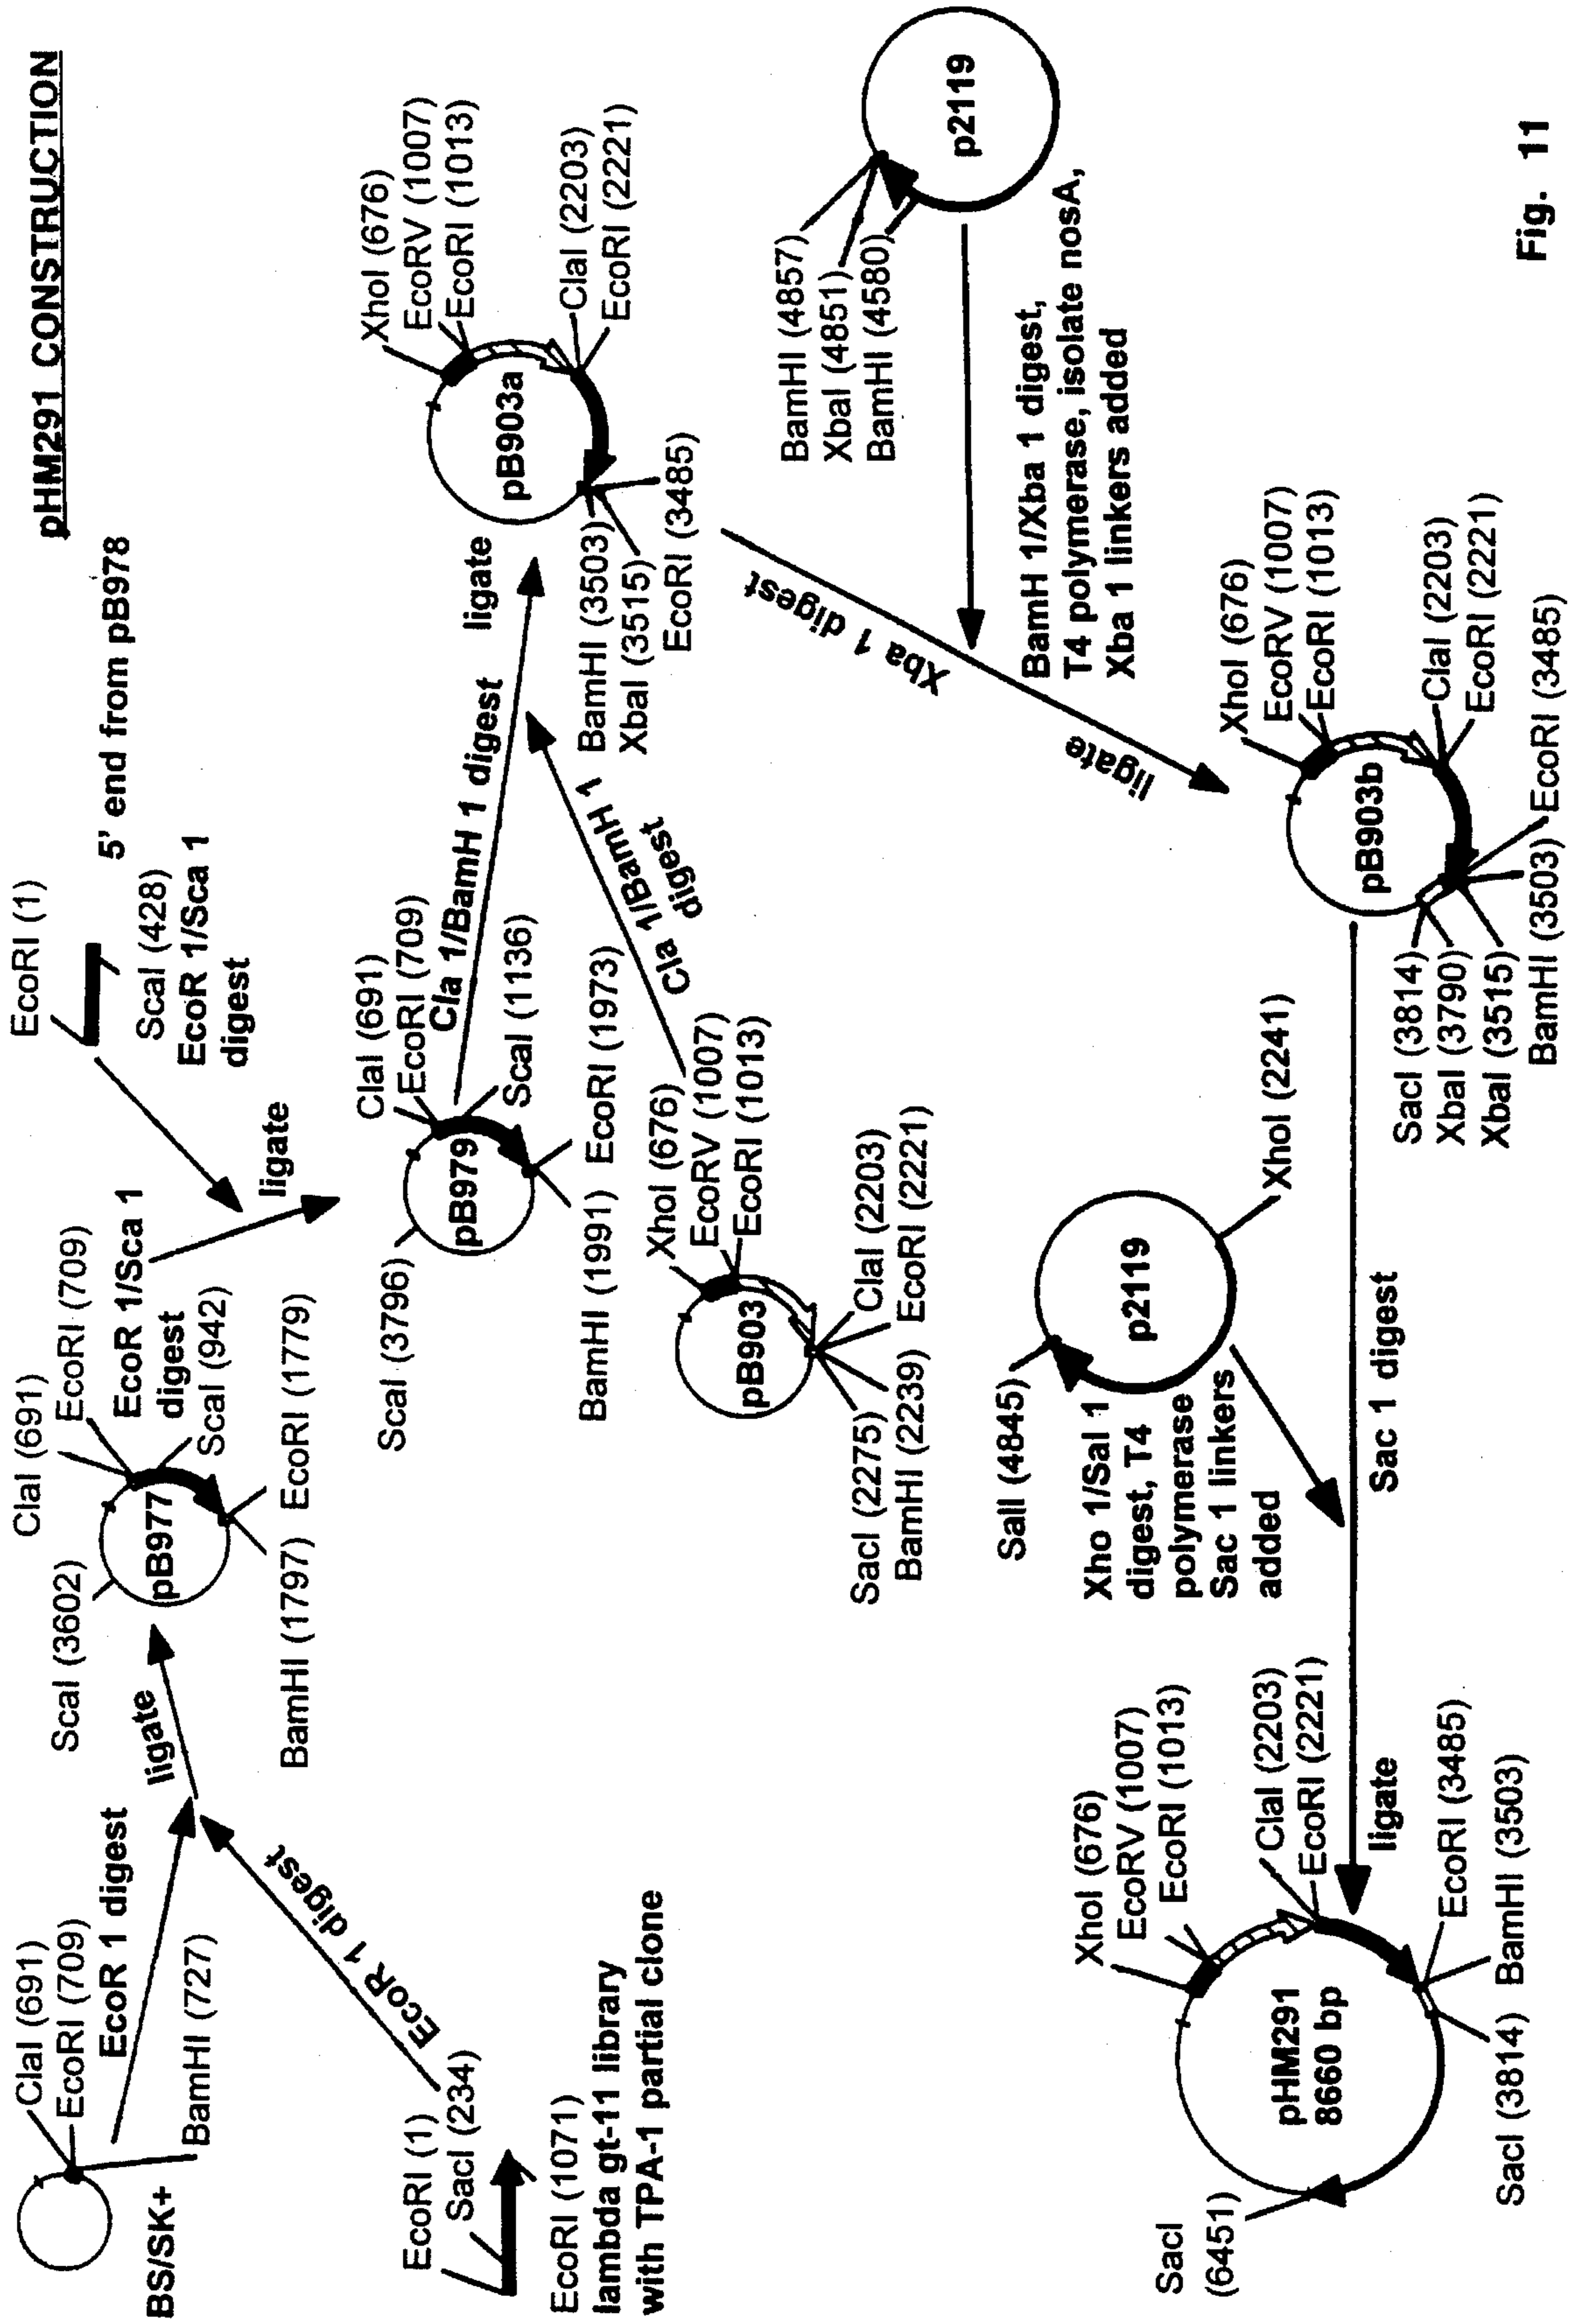 pHM291 CONSTRUCTION
BS/SK+
ClaI (691)
EcoRI (709)
BamHI (727)
EcoR 1 digest
EcoRI (1)
SacI (234)
EcoRI (1071)
lambda gt-11 library
with TPA-1 partial clone
EcoR 1 digest
ligate
ScaI (3602)
ClaI (691)
EcoRI (709)
pB977
ScaI (942)
BamHI (1797)
EcoRI (1779)
EcoR 1/Sca 1
digest
EcoRI (1)
5' end from pB978
ScaI (428)
EcoR 1/Sca 1
digest
ligate
ClaI (691)
EcoRI (709)
ScaI (3796)
pB979
ScaI (1136)
BamHI (1991)
EcoRI (1973)
Cla 1/BamH 1 digest
ligate
XhoI (676)
EcoRV (1007)
EcoRI (1013)
pB903
SacI (2275)
BamHI (2239)
ClaI (2203)
EcoRI (2221)
Cla 1/BamH 1
digest
XhoI (676)
EcoRV (1007)
EcoRI (1013)
pB903a
ClaI (2203)
EcoRI (2221)
BamHI (3503)
XbaI (3515)
EcoRI (3485)
Xba 1 digest
ligate
BamHI (4857)
XbaI (4851)
BamHI (4580)
p2119
BamH 1/Xba 1 digest,
T4 polymerase, isolate nosA,
Xba 1 linkers added
XhoI (676)
EcoRV (1007)
EcoRI (1013)
pB903b
ClaI (2203)
EcoRI (2221)
SacI (3814)
XbaI (3790)
XbaI (3515)
BamHI (3503)
EcoRI (3485)
SalI (4845)
p2119
XhoI (2241)
Xho 1/Sal 1
digest, T4
polymerase
Sac 1 linkers
added
Sac 1 digest
ligate
XhoI (676)
EcoRV (1007)
EcoRI (1013)
ClaI (2203)
EcoRI (2221)
pHM291
8660 bp
SacI
(6451)
EcoRI (3485)
SacI (3814)
BamHI (3503)
Fig. 11